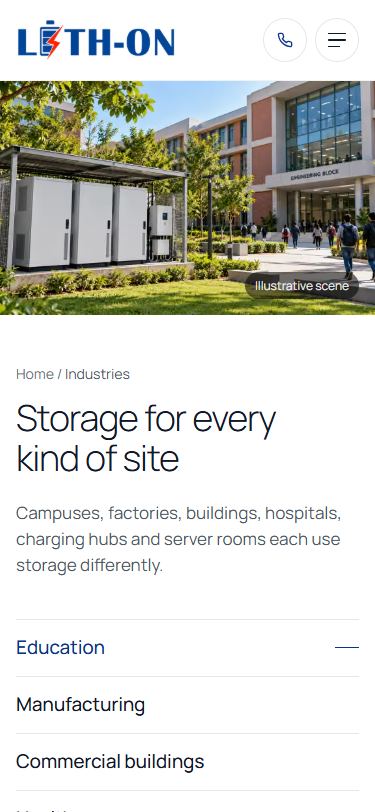 LITH-ON
ENGINEERING BLOCK
Illustrative scene
Home / Industries
Storage for every
kind of site
Campuses, factories, buildings, hospitals,
charging hubs and server rooms each use
storage differently.
Education
Manufacturing
Commercial buildings